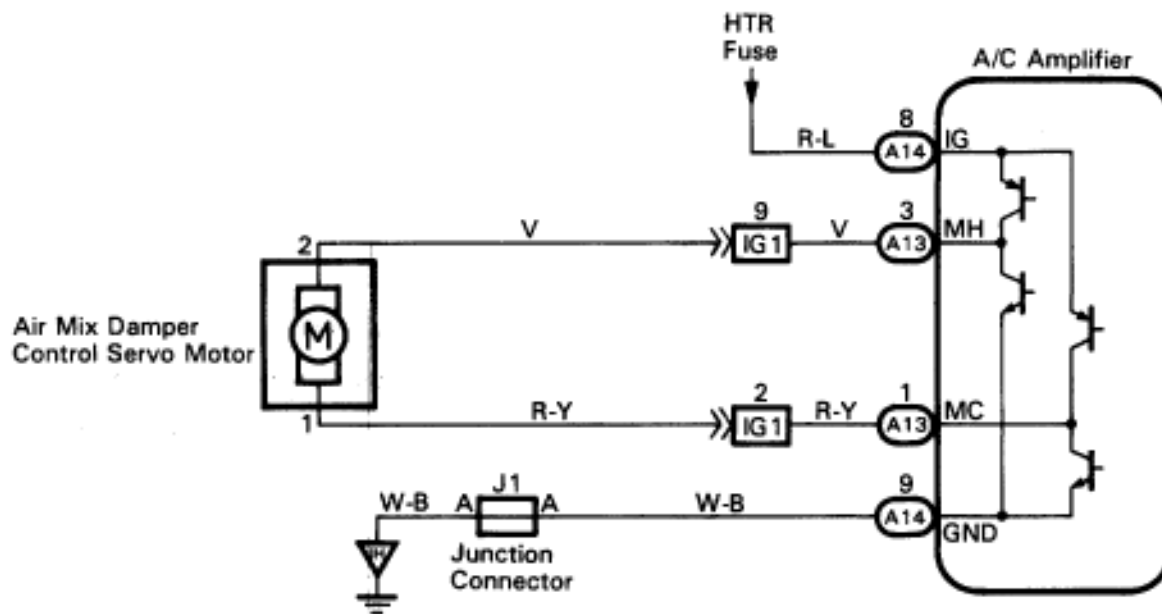 HTR
Fuse
A/C Amplifier
8
R-L
A14
IG
9
3
2
V
IG1
V
A13
MH
Air Mix Damper
Control Servo Motor
M
2
1
1
R-Y
IG1
R-Y
A13
MC
J1
9
W-B
A
A
W-B
A14
GND
Junction
Connector